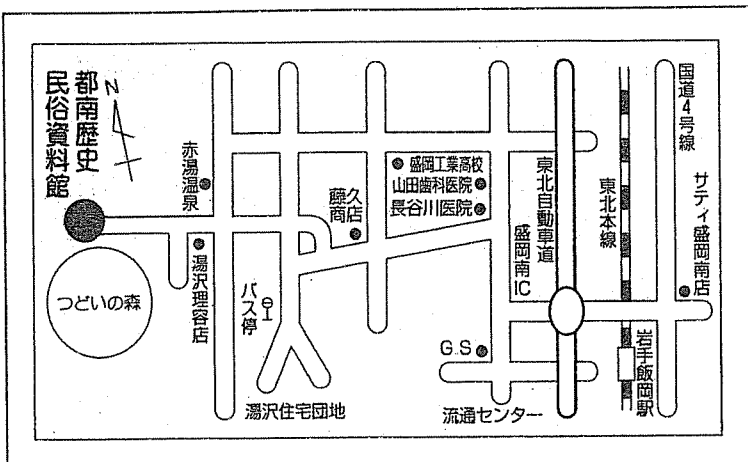 都南歴史
民俗資料館
N
赤湯温泉
湯沢理容店
つどいの森
バス停
藤久
商店
盛岡工業高校
山田歯科医院
長谷川医院
東北自動車道
盛岡南IC
東北本線
国道4号線
サティ盛岡南店
岩手飯岡駅
G.S
湯沢住宅団地
流通センター